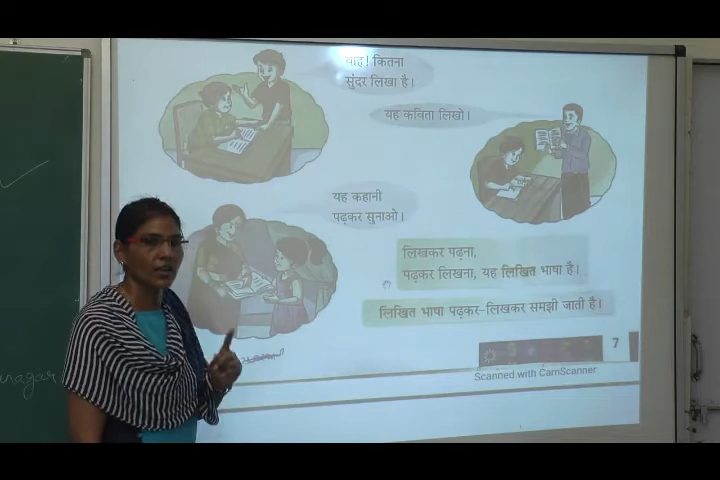 वाह! कितना
सुंदर लिखा है।
यह कविता लिखो।
यह कहानी
पढ़कर सुनाओ।
लिखकर पढ़ना,
पढ़कर लिखना, यह लिखित भाषा है।
लिखित भाषा पढ़कर–लिखकर समझी जाती है।
7
Scanned with CamScanner
nagar